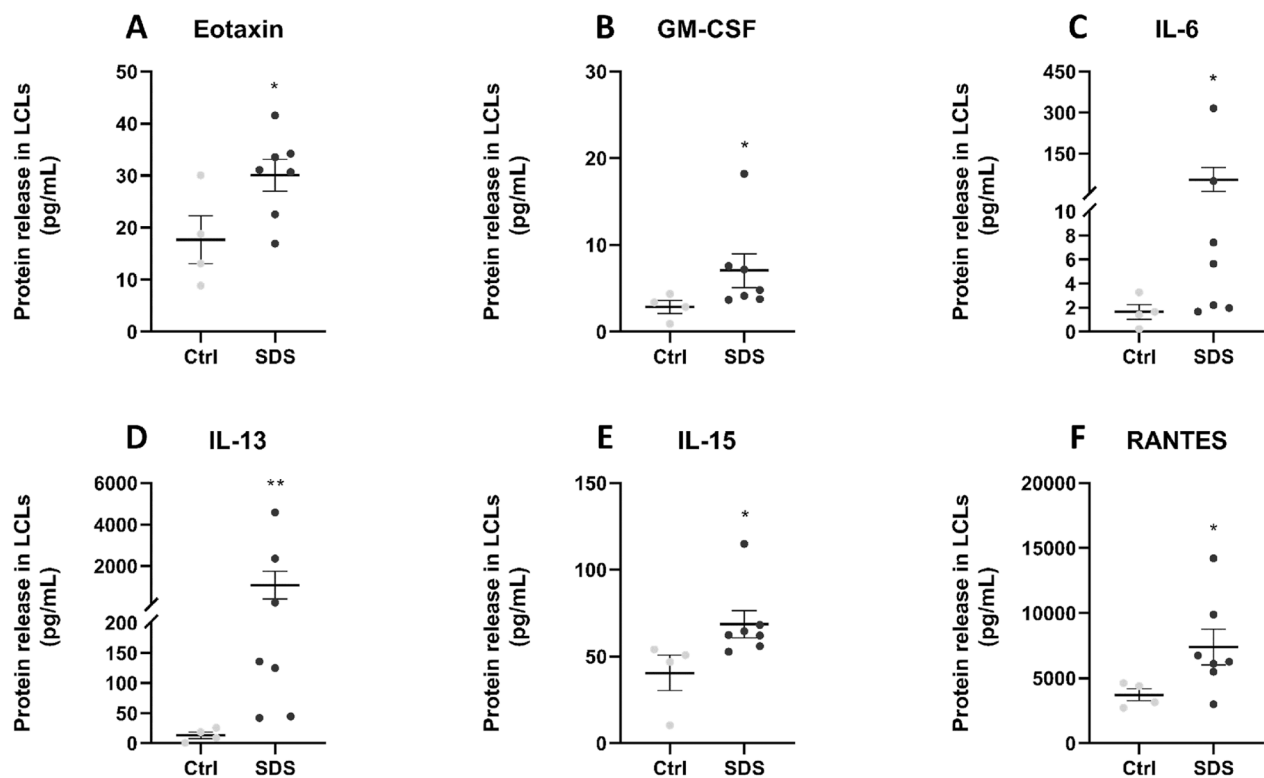 A Eotaxin
Protein release in LCLs
(pg/mL)
50
40
30
20
10
0
*
Ctrl SDS
B GM-CSF
Protein release in LCLs
(pg/mL)
30
20
10
0
*
Ctrl SDS
C IL-6
Protein release in LCLs
(pg/mL)
450
300
150
10
8
6
4
2
0
*
Ctrl SDS
D IL-13
Protein release in LCLs
(pg/mL)
6000
4000
2000
200
150
100
50
0
**
Ctrl SDS
E IL-15
Protein release in LCLs
(pg/mL)
150
100
50
0
*
Ctrl SDS
F RANTES
Protein release in LCLs
(pg/mL)
20000
15000
10000
5000
0
*
Ctrl SDS